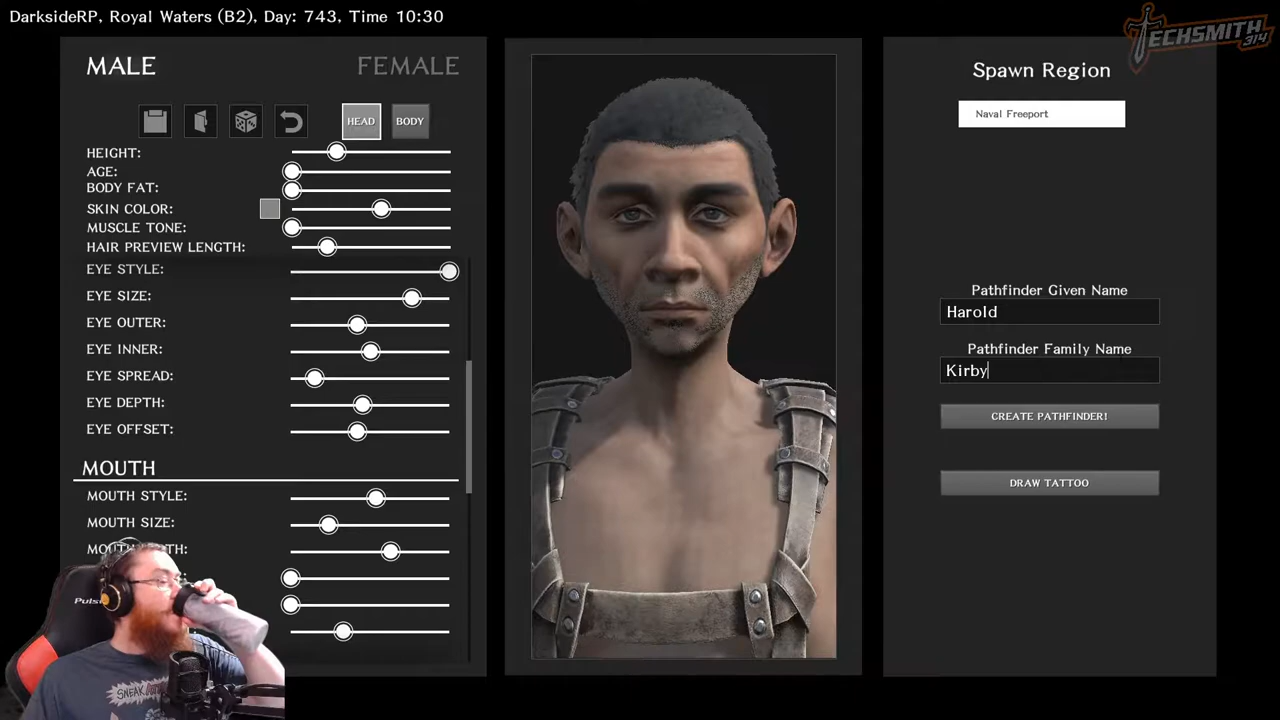 DarksideRP, Royal Waters (B2), Day: 743, Time 10:30
TECHSMITH
314
MALE
FEMALE
HEAD
BODY
HEIGHT:
AGE:
BODY FAT:
SKIN COLOR:
MUSCLE TONE:
HAIR PREVIEW LENGTH:
EYE STYLE:
EYE SIZE:
EYE OUTER:
EYE INNER:
EYE SPREAD:
EYE DEPTH:
EYE OFFSET:
MOUTH
MOUTH STYLE:
MOUTH SIZE:
Spawn Region
Naval Freeport
Pathfinder Given Name
Harold
Pathfinder Family Name
Kirby
CREATE PATHFINDER!
DRAW TATTOO
SNEAK